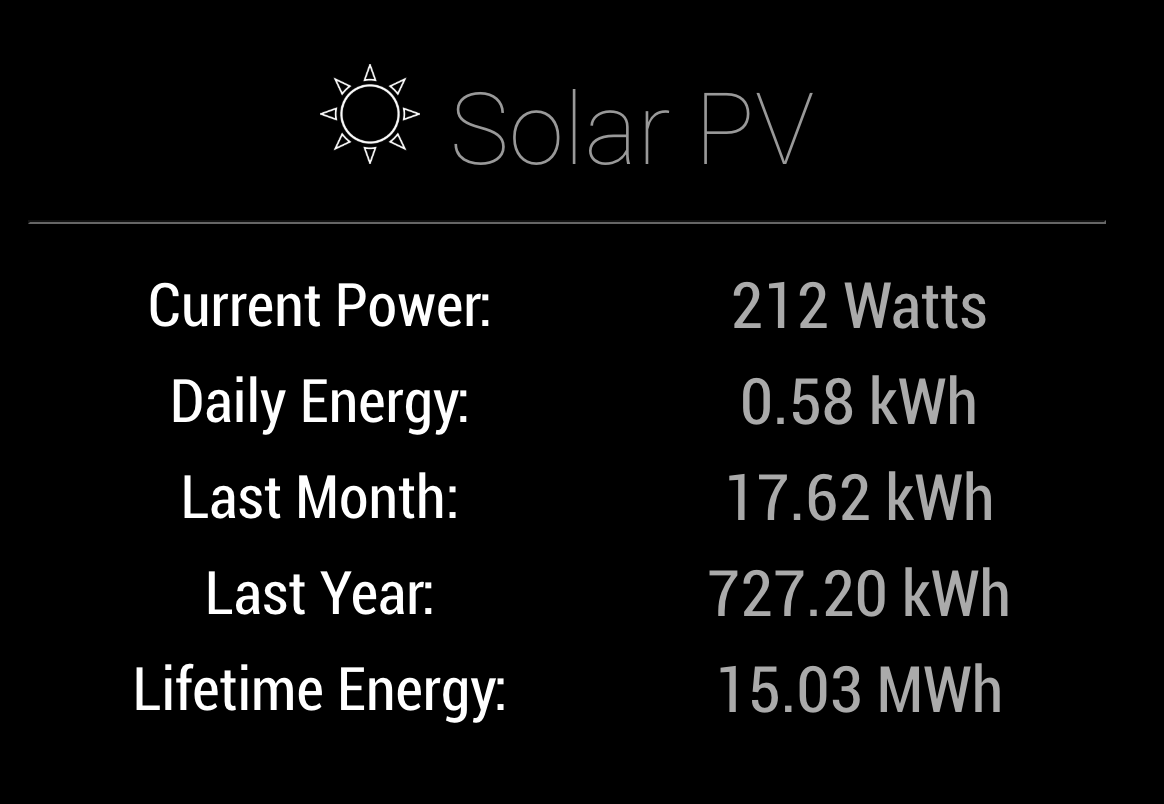 Solar PV
Current Power: 212 Watts
Daily Energy: 0.58 kWh
Last Month: 17.62 kWh
Last Year: 727.20 kWh
Lifetime Energy: 15.03 MWh